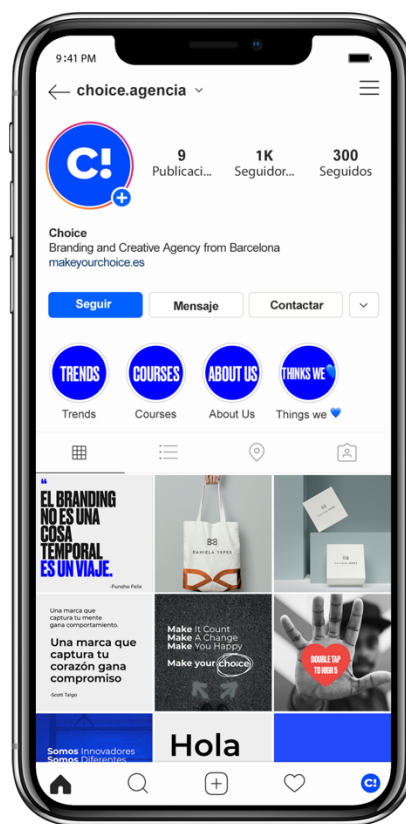 9:41 PM
choice.agencia
C!
9
1K
300
Publicaci...
Seguidor...
Seguidos
Choice
Branding and Creative Agency from Barcelona
makeyourchoice.es
Seguir
Mensaje
Contactar
TRENDS
COURSES
ABOUT US
THINKS WE💙
Trends
Courses
About Us
Things we 💙
"
EL BRANDING
NO ES UNA
COSA
TEMPORAL
ES UN VIAJE.
-Funcho Felix
DANIELA YEPES
Una marca que
captura tu mente
gana comportamiento.
Una marca que
captura tu
corazón gana
compromiso
-Scott Talgo
Make It Count
Make A Change
Make You Happy
Make your choice
DOUBLE TAP
TO HIGH 5
Somos Innovadores
Somos Diferentes
Hola
C!